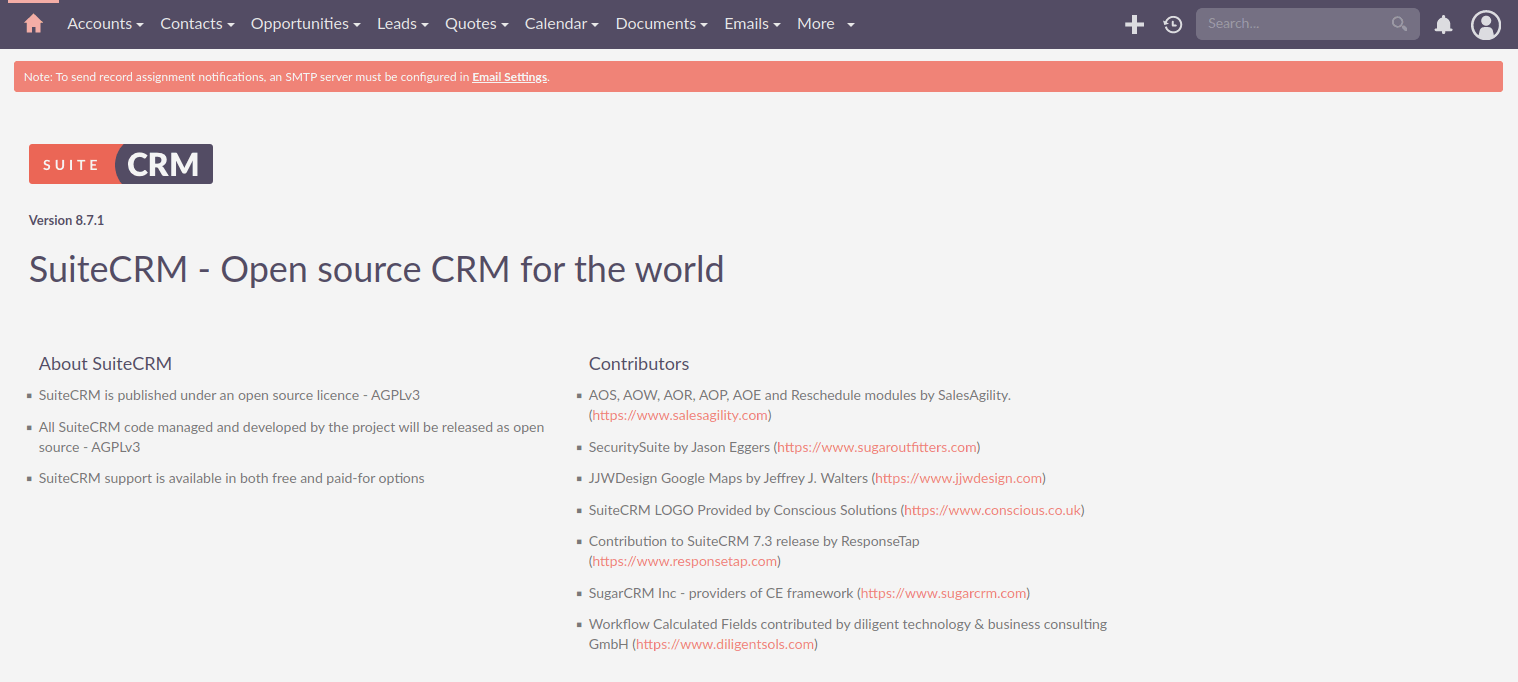 Accounts Contacts Opportunities Leads Quotes Calendar Documents Emails More Search...
Note: To send record assignment notifications, an SMTP server must be configured in Email Settings.
SUITE CRM
Version 8.7.1
SuiteCRM - Open source CRM for the world
About SuiteCRM
SuiteCRM is published under an open source licence - AGPLv3
All SuiteCRM code managed and developed by the project will be released as open
source - AGPLv3
SuiteCRM support is available in both free and paid-for options
Contributors
AOS, AOW, AOR, AOP, AOE and Reschedule modules by SalesAgility.
(https://www.salesagility.com)
SecuritySuite by Jason Eggers (https://www.sugaroutfitters.com)
JJWDesign Google Maps by Jeffrey J. Walters (https://www.jjwdesign.com)
SuiteCRM LOGO Provided by Conscious Solutions (https://www.conscious.co.uk)
Contribution to SuiteCRM 7.3 release by ResponseTap
(https://www.responsetap.com)
SugarCRM Inc - providers of CE framework (https://www.sugarcrm.com)
Workflow Calculated Fields contributed by diligent technology & business consulting
GmbH (https://www.diligentsols.com)